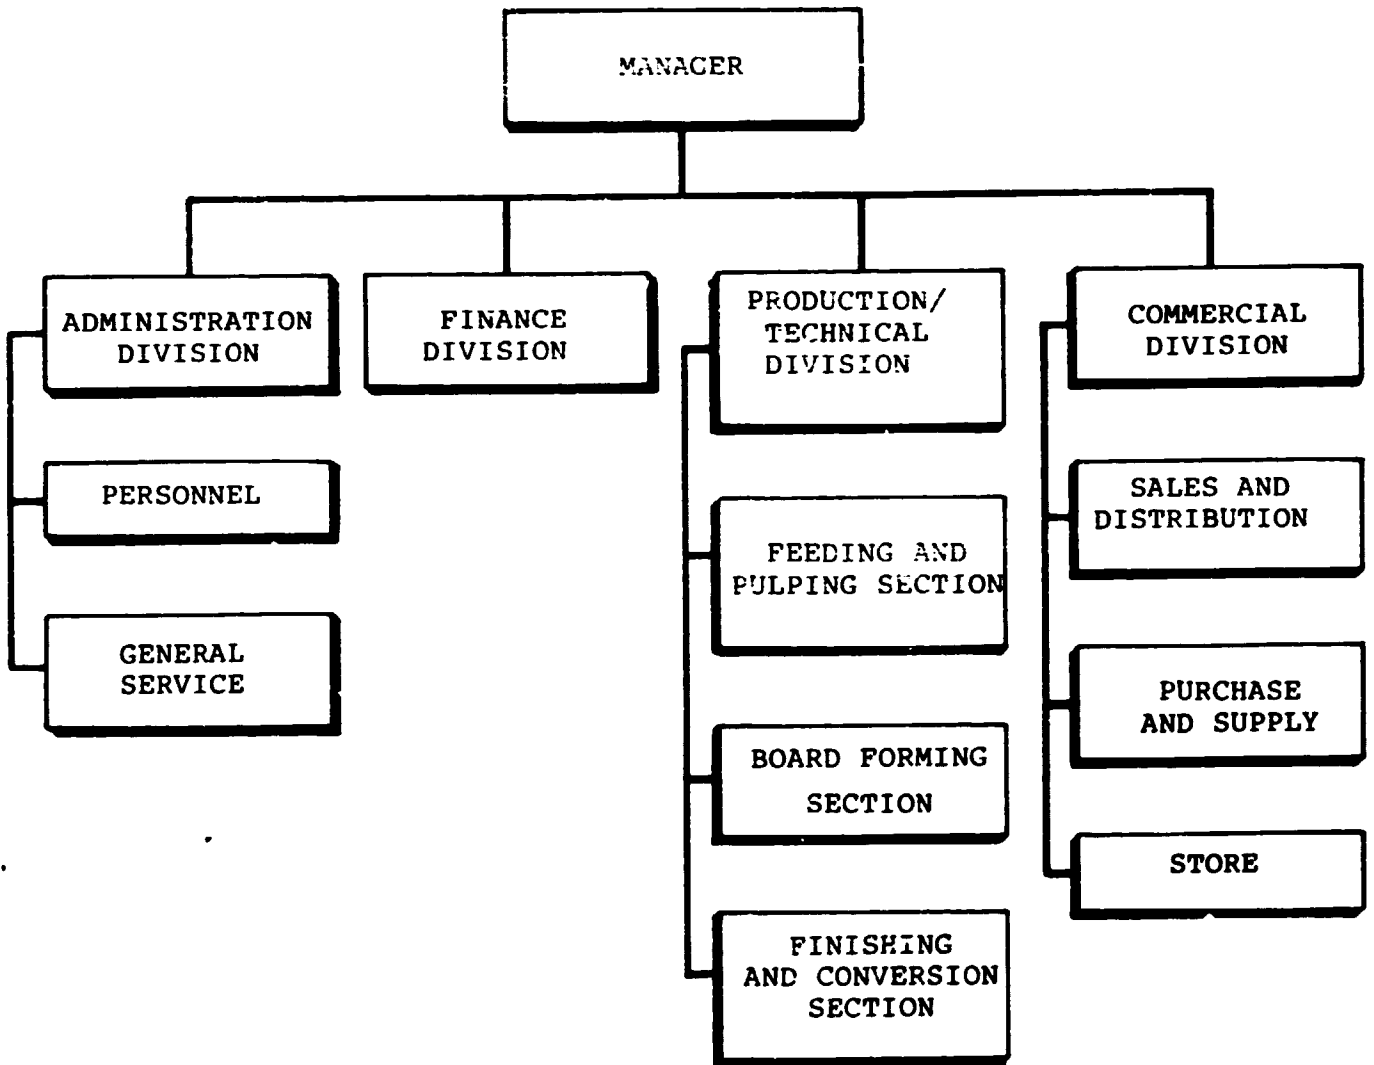 MANAGER
ADMINISTRATION
DIVISION
FINANCE
DIVISION
PRODUCTION/
TECHNICAL
DIVISION
COMMERCIAL
DIVISION
PERSONNEL
GENERAL
SERVICE
FEEDING AND
PULPING SECTION
BOARD FORMING
SECTION
FINISHING
AND CONVERSION
SECTION
SALES AND
DISTRIBUTION
PURCHASE
AND SUPPLY
STORE